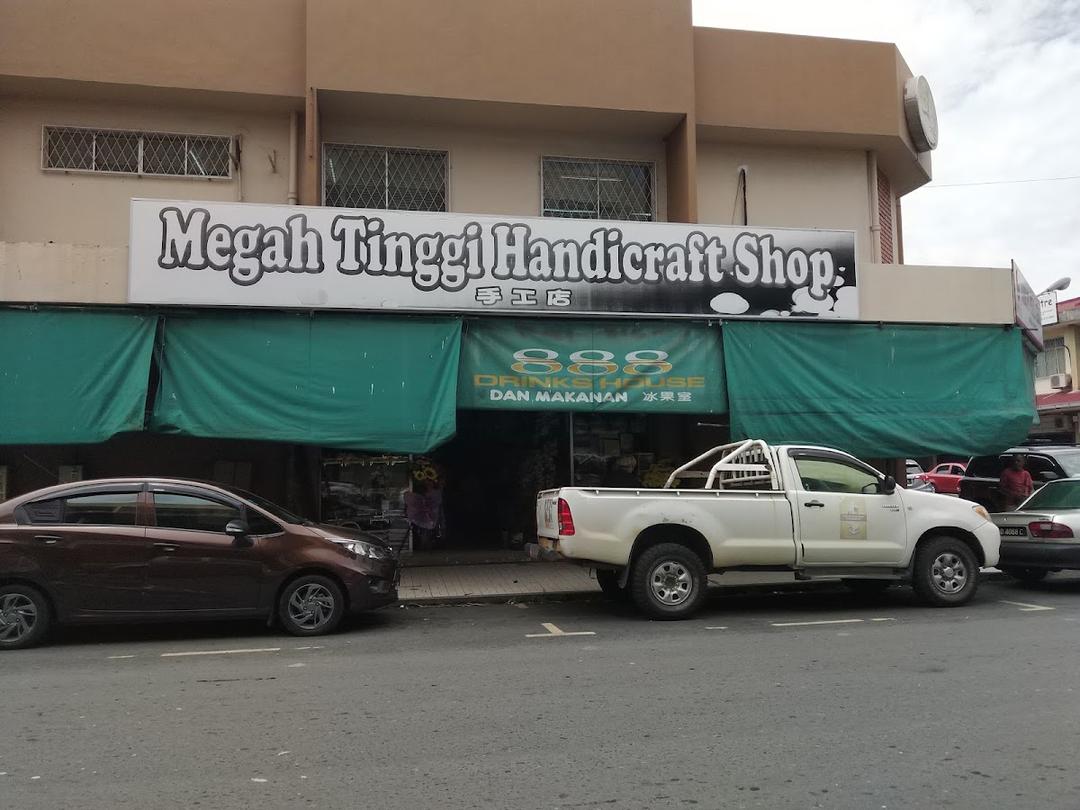 Megah Tinggi Handicraft Shop
手工店
888
DRINKS HOUSE
DAN MAKANAN 冰果室